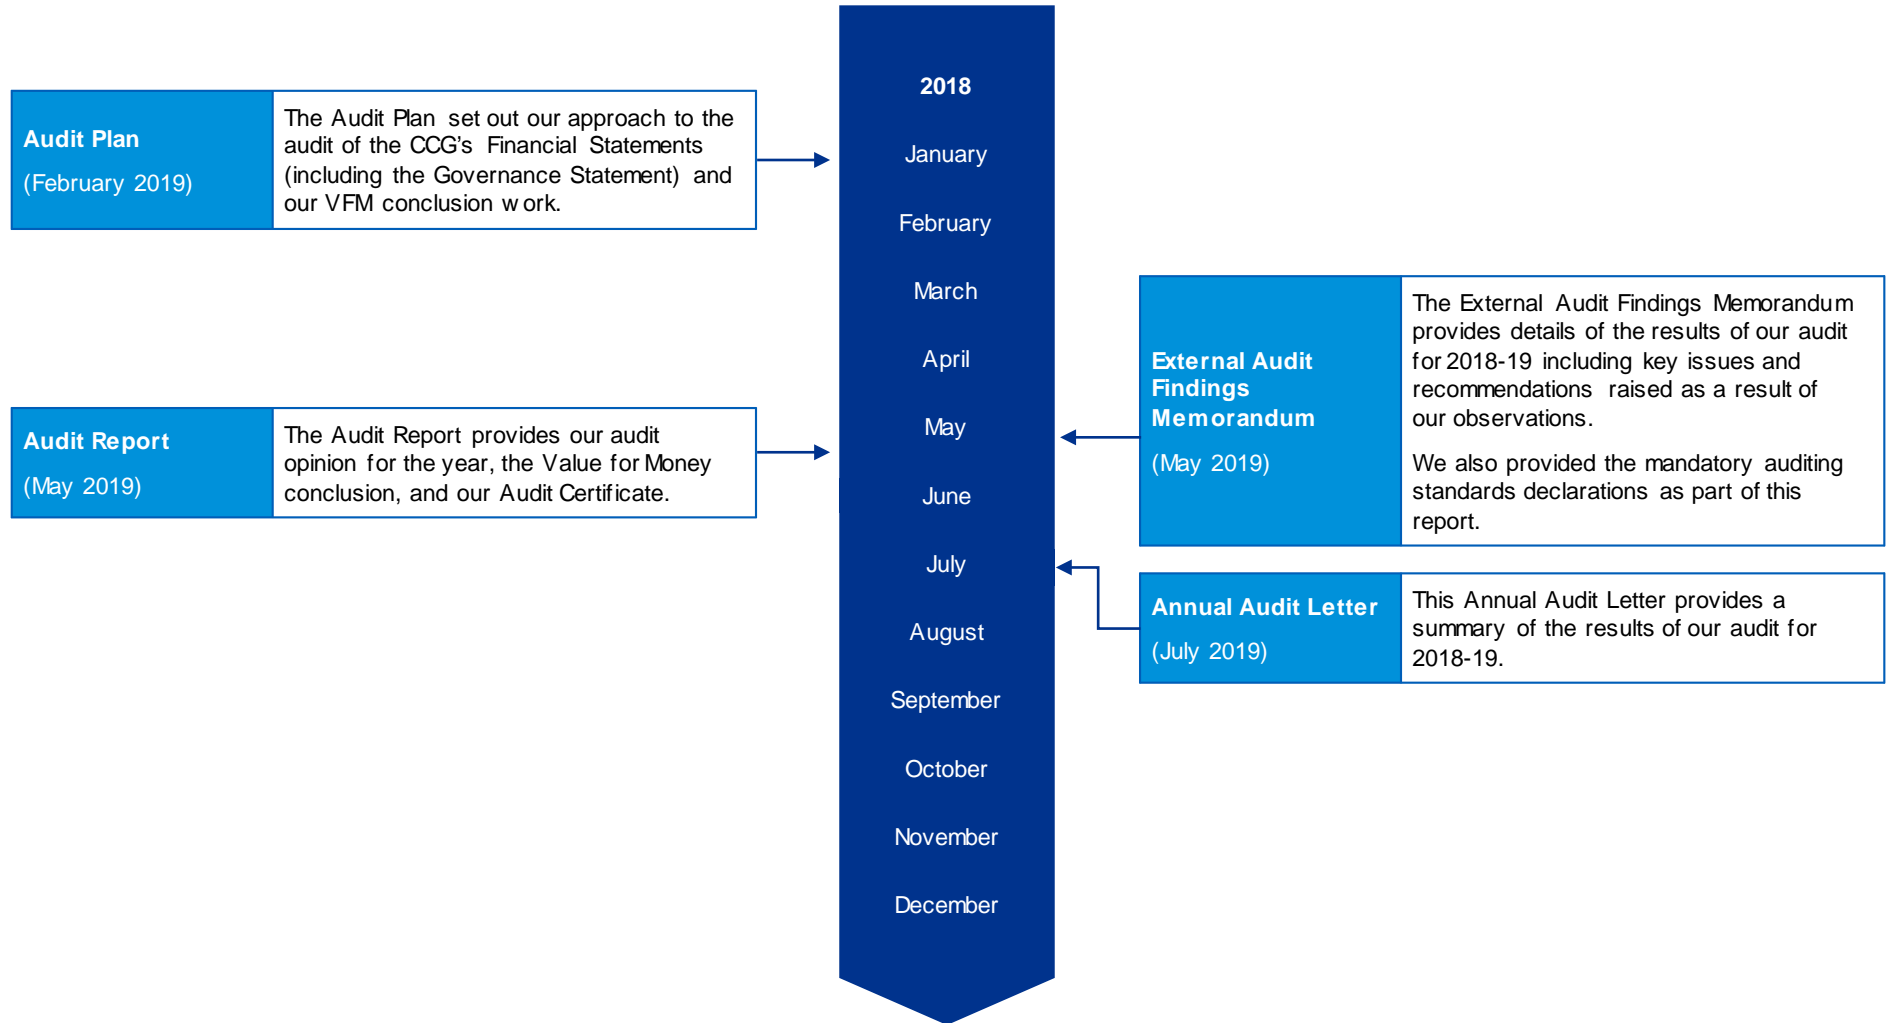 Audit Plan
(February 2019)
The Audit Plan set out our approach to the
audit of the CCG's Financial Statements
(including the Governance Statement) and
our VFM conclusion work.
Audit Report
(May 2019)
The Audit Report provides our audit
opinion for the year, the Value for Money
conclusion, and our Audit Certificate.
2018
January
February
March
April
May
June
July
August
September
October
November
December
External Audit
Findings
Memorandum
(May 2019)
The External Audit Findings Memorandum
provides details of the results of our audit
for 2018-19 including key issues and
recommendations raised as a result of
our observations.
We also provided the mandatory auditing
standards declarations as part of this
report.
Annual Audit Letter
(July 2019)
This Annual Audit Letter provides a
summary of the results of our audit for
2018-19.